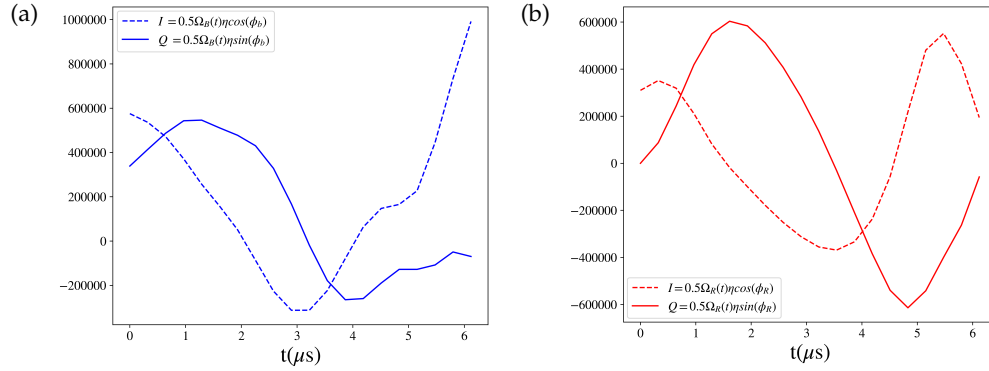 (a)
1000000
800000
600000
400000
200000
0
−200000
I = 0.5Ω_B(t)ηcos(ϕ_b)
Q = 0.5Ω_B(t)ηsin(ϕ_b)
0 1 2 3 4 5 6
t(μs)
(b)
600000
400000
200000
0
−200000
−400000
−600000
I = 0.5Ω_R(t)ηcos(ϕ_R)
Q = 0.5Ω_R(t)ηsin(ϕ_R)
0 1 2 3 4 5 6
t(μs)